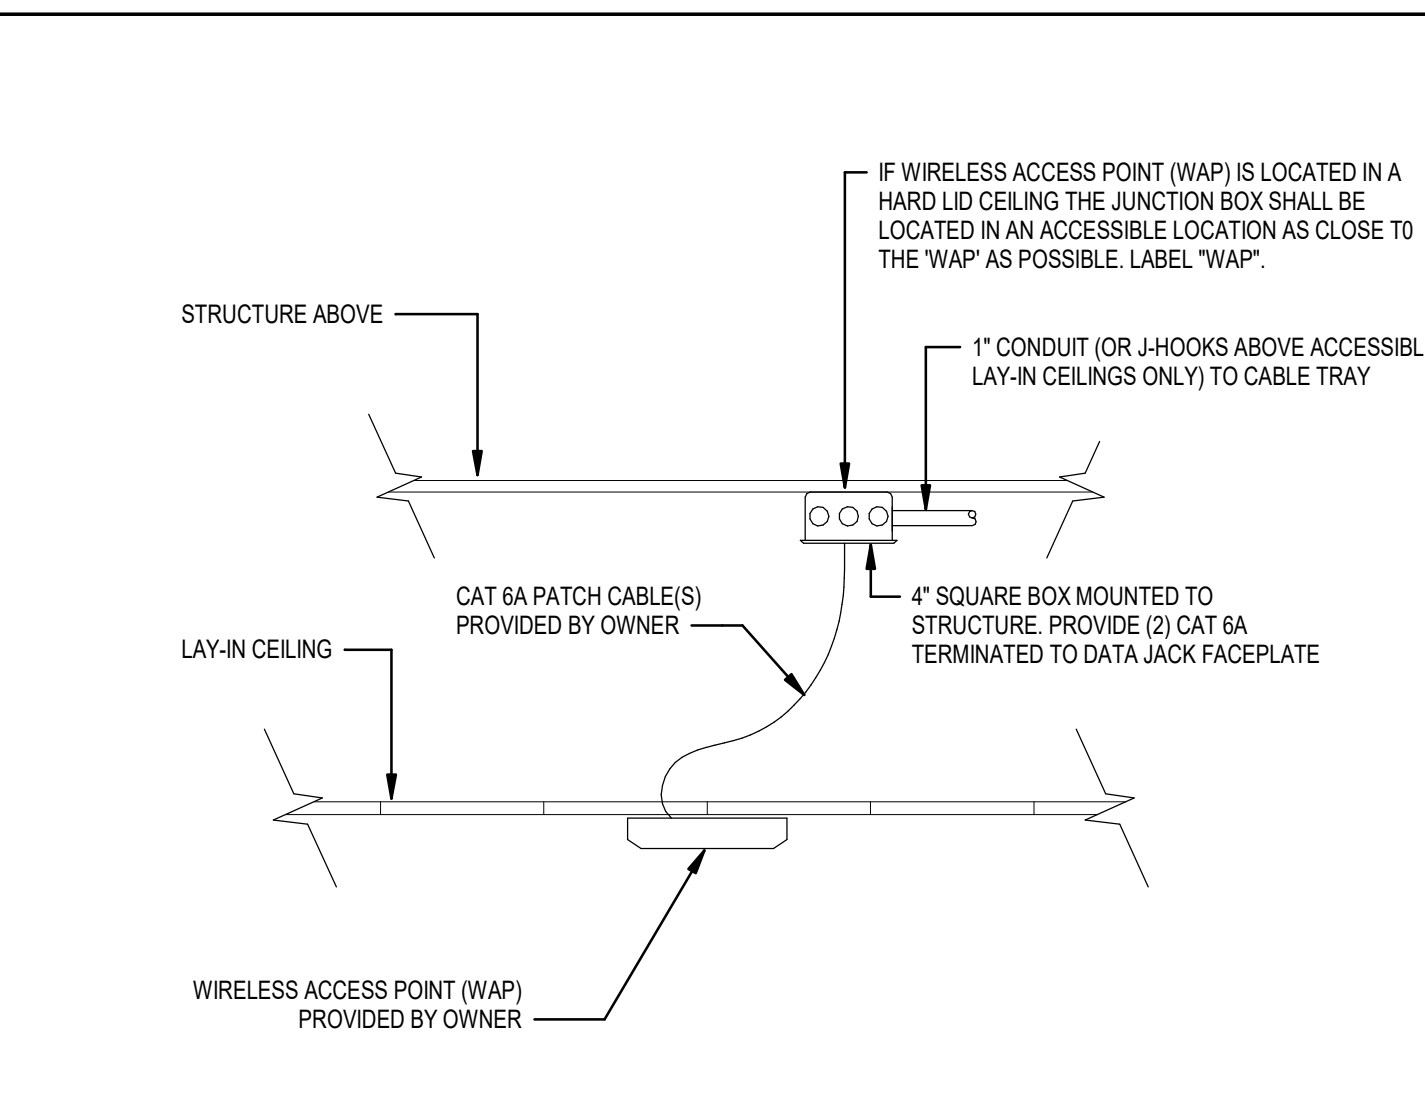 IF WIRELESS ACCESS POINT (WAP) IS LOCATED IN A
HARD LID CEILING THE JUNCTION BOX SHALL BE
LOCATED IN AN ACCESSIBLE LOCATION AS CLOSE T0
THE 'WAP' AS POSSIBLE. LABEL "WAP".
STRUCTURE ABOVE
1" CONDUIT (OR J-HOOKS ABOVE ACCESSIBL
LAY-IN CEILINGS ONLY) TO CABLE TRAY
CAT 6A PATCH CABLE(S)
PROVIDED BY OWNER
4" SQUARE BOX MOUNTED TO
STRUCTURE. PROVIDE (2) CAT 6A
TERMINATED TO DATA JACK FACEPLATE
LAY-IN CEILING
WIRELESS ACCESS POINT (WAP)
PROVIDED BY OWNER